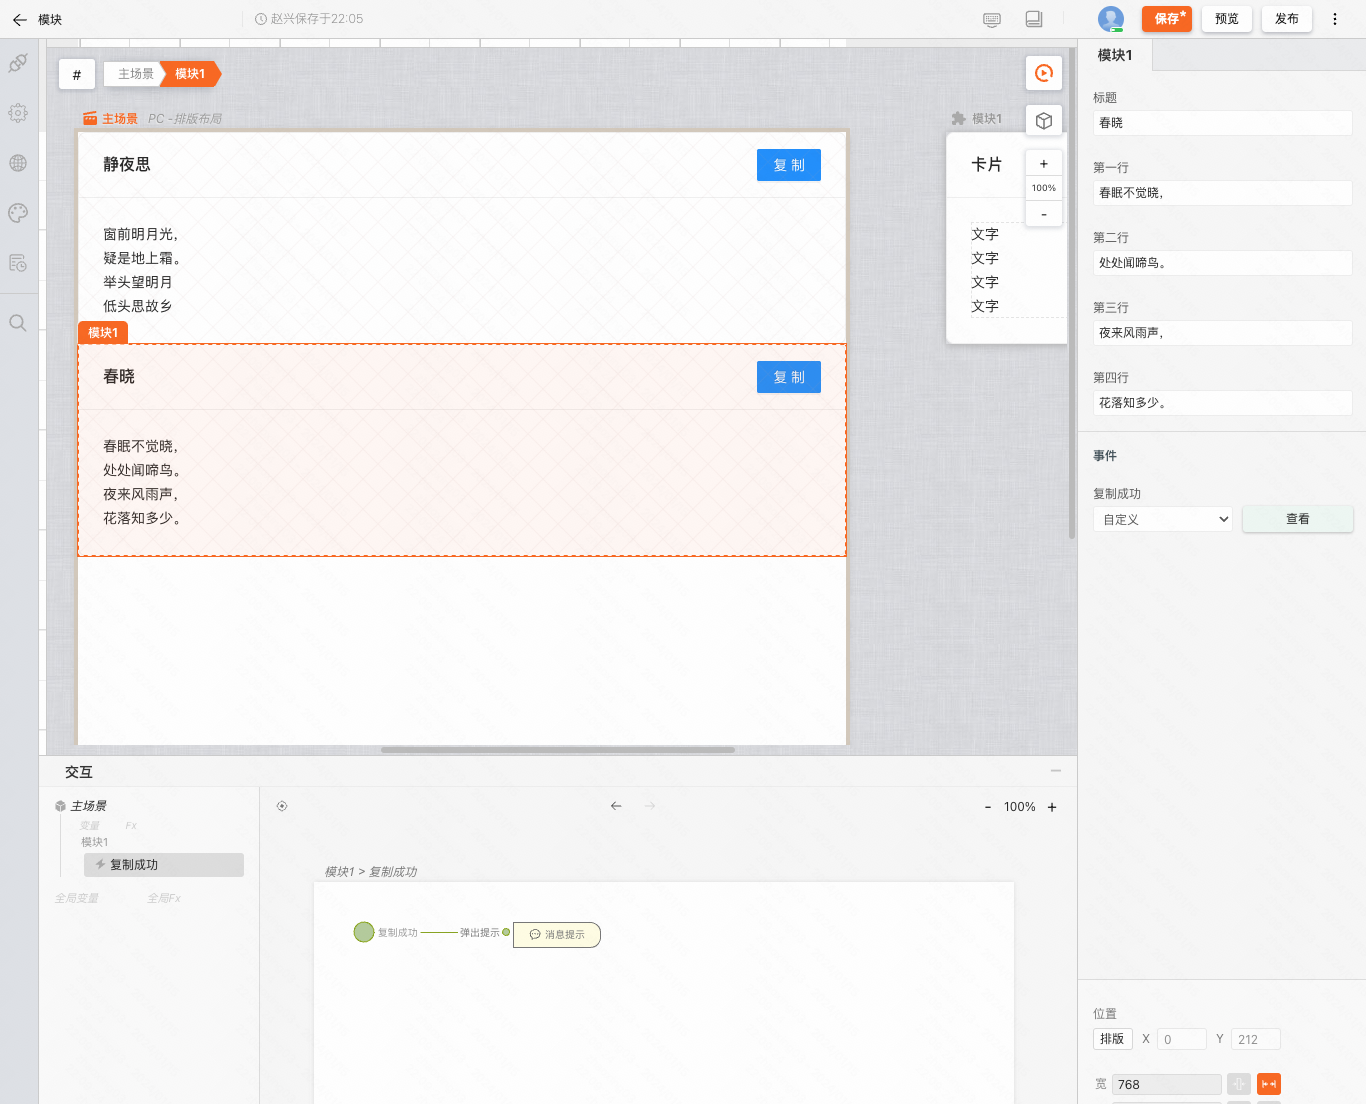 模块
赵兴保存于22:05
保存*
预览
发布
#
主场景
模块1
主场景 PC -排版布局
模块1
静夜思
复 制
窗前明月光,
疑是地上霜。
举头望明月
低头思故乡
卡片
文字
文字
文字
文字
+
100%
-
模块1
春晓
复 制
春眠不觉晓,
处处闻啼鸟。
夜来风雨声,
花落知多少。
模块1
标题
春晓
第一行
春眠不觉晓,
第二行
处处闻啼鸟。
第三行
夜来风雨声,
第四行
花落知多少。
事件
复制成功
自定义
查看
交互
主场景
变量 Fx
模块1
复制成功
全局变量 全局Fx
- 100% +
模块1 > 复制成功
复制成功 弹出提示 消息提示
位置
排版 X 0 Y 212
宽 768